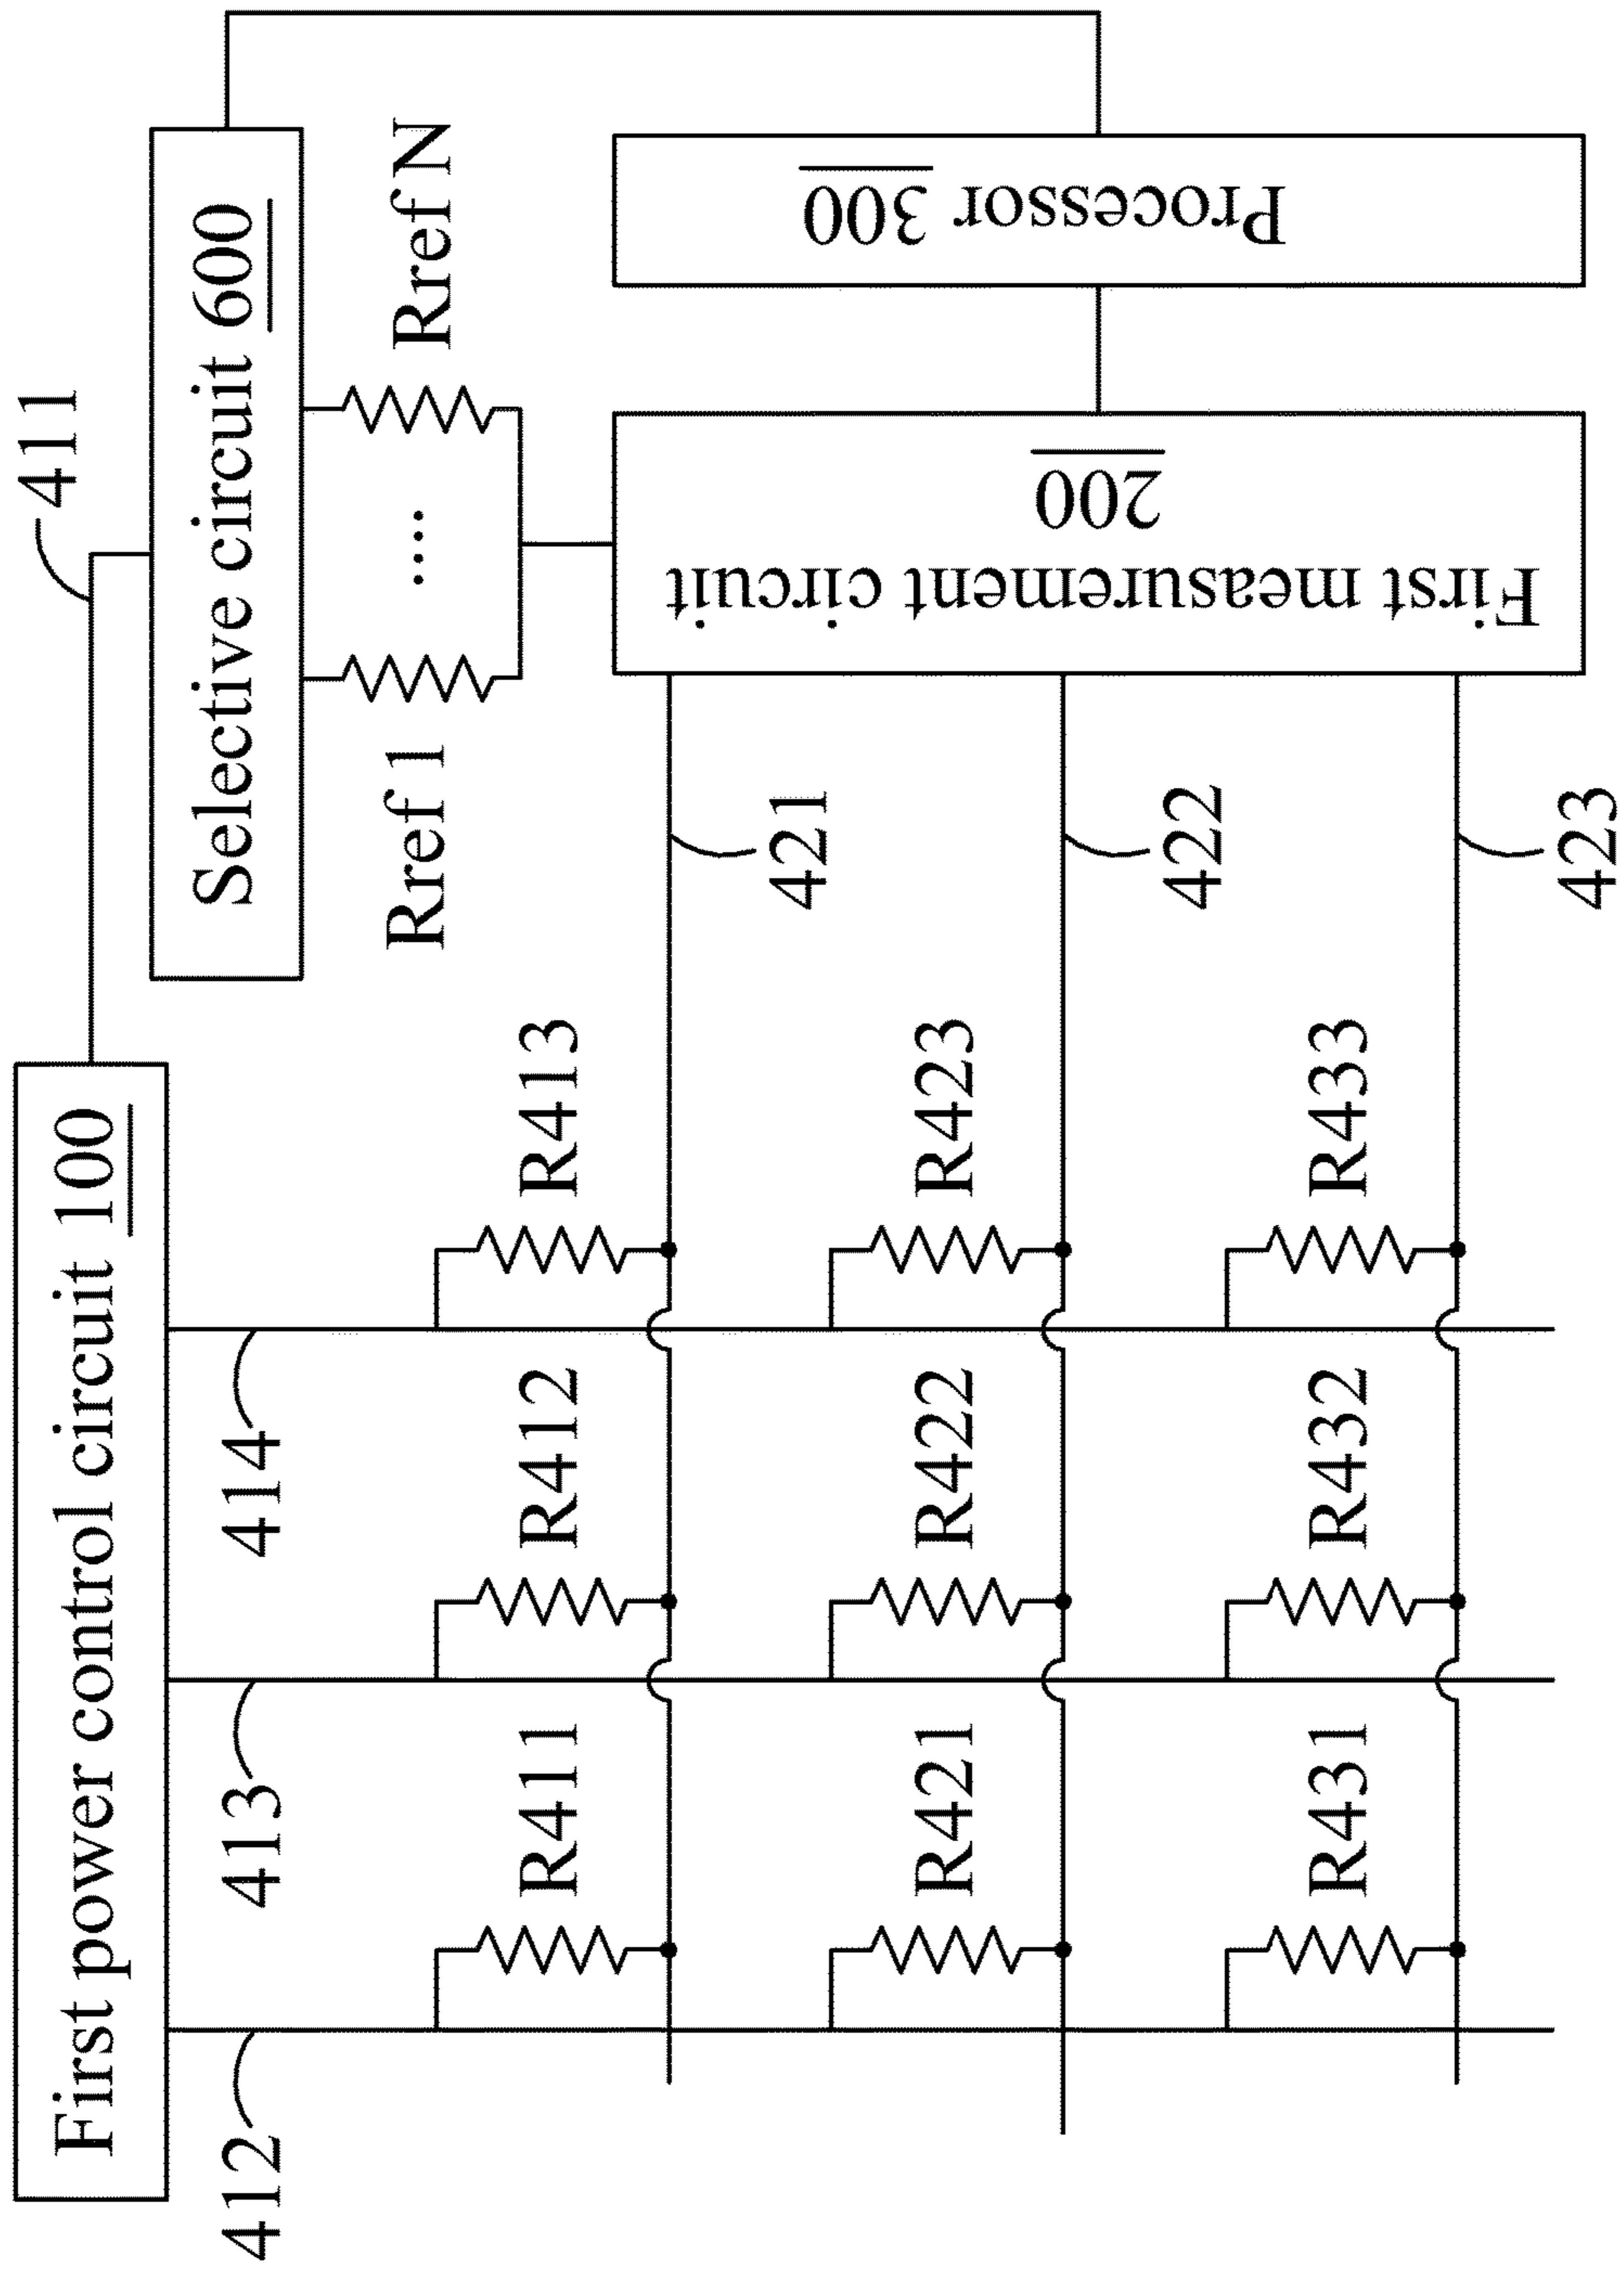 First power control circuit 100
411
Selective circuit 600
412
413
414
Rref 1
....
Rref N
R411
R412
R413
421
First measurement circuit
200
Processor 300
R421
R422
R423
422
R431
R432
R433
423